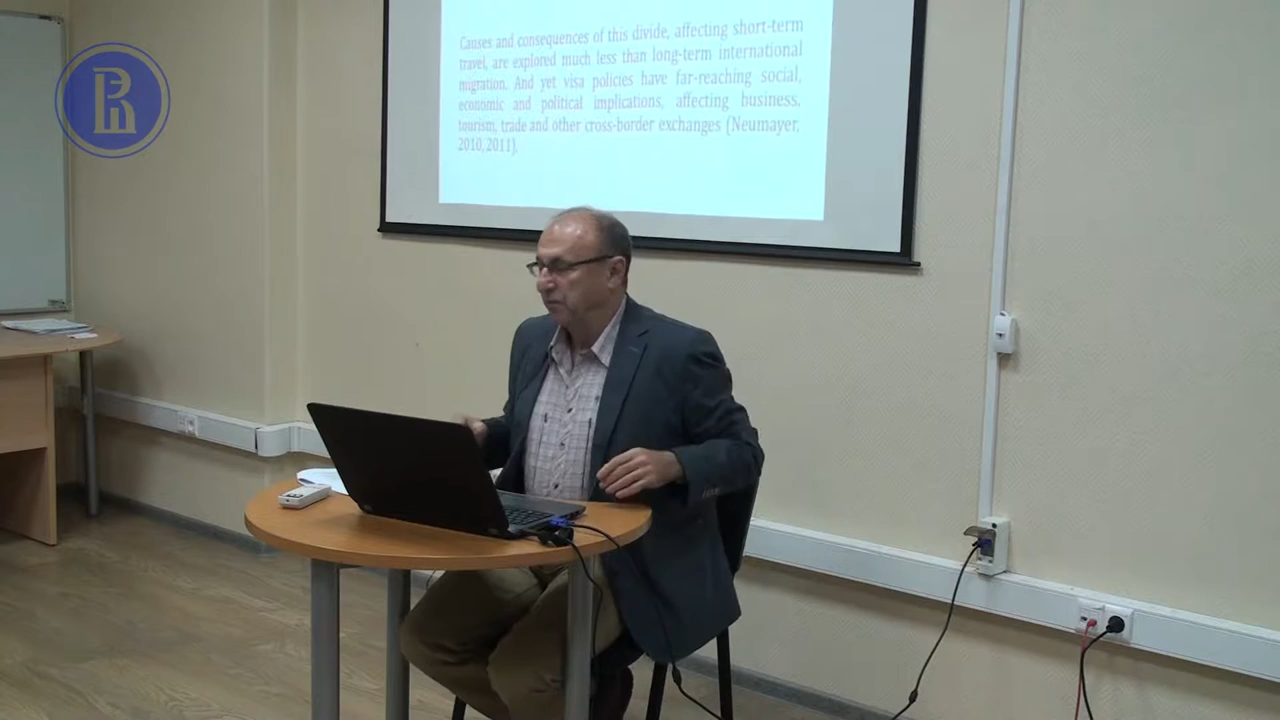 Causes and consequences of this divide, affecting short-term
travel, are explored much less than long-term international
migration. And yet visa policies have far-reaching social,
economic and political implications, affecting business,
tourism, trade and other cross-border exchanges (Neumayer,
2010, 2011).